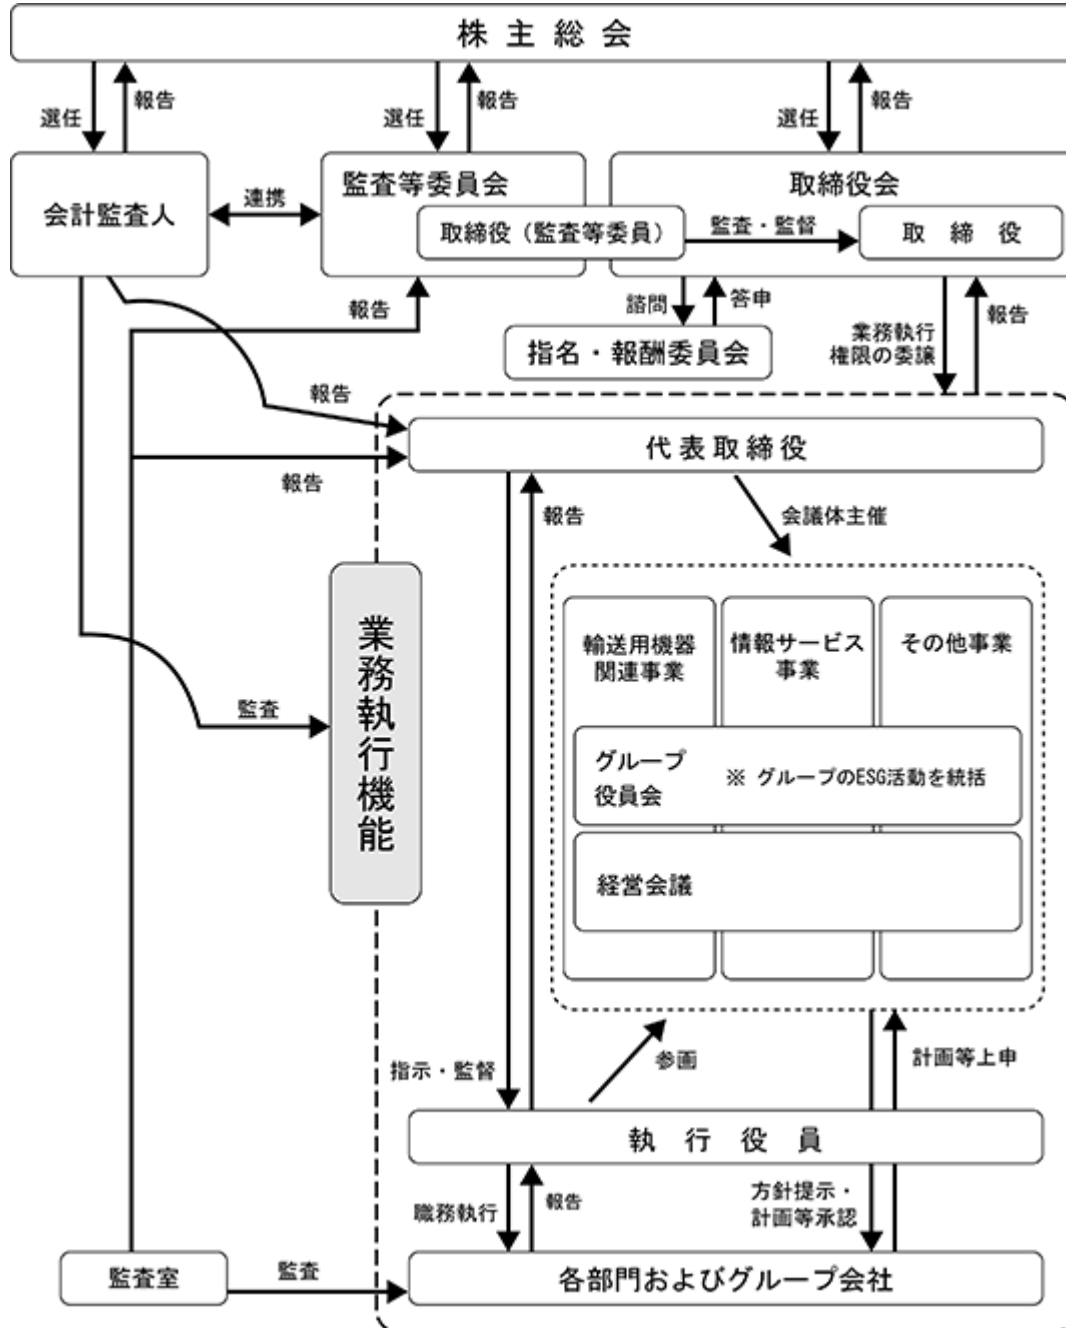 株主総会
選任
報告
選任
報告
選任
報告
会計監査人
連携
監査等委員会
取締役会
取締役（監査等委員）
監査・監督
取締役
報告
諮問
答申
業務執行
権限の委譲
報告
指名・報酬委員会
報告
代表取締役
報告
報告
会議体主催
業務執行機能
輸送用機器
関連事業
情報サービス
事業
その他事業
監査
グループ
役員会
※ グループのESG活動を統括
経営会議
指示・監督
参画
計画等上申
執行役員
職務執行
報告
方針提示・
計画等承認
監査室
監査
各部門およびグループ会社